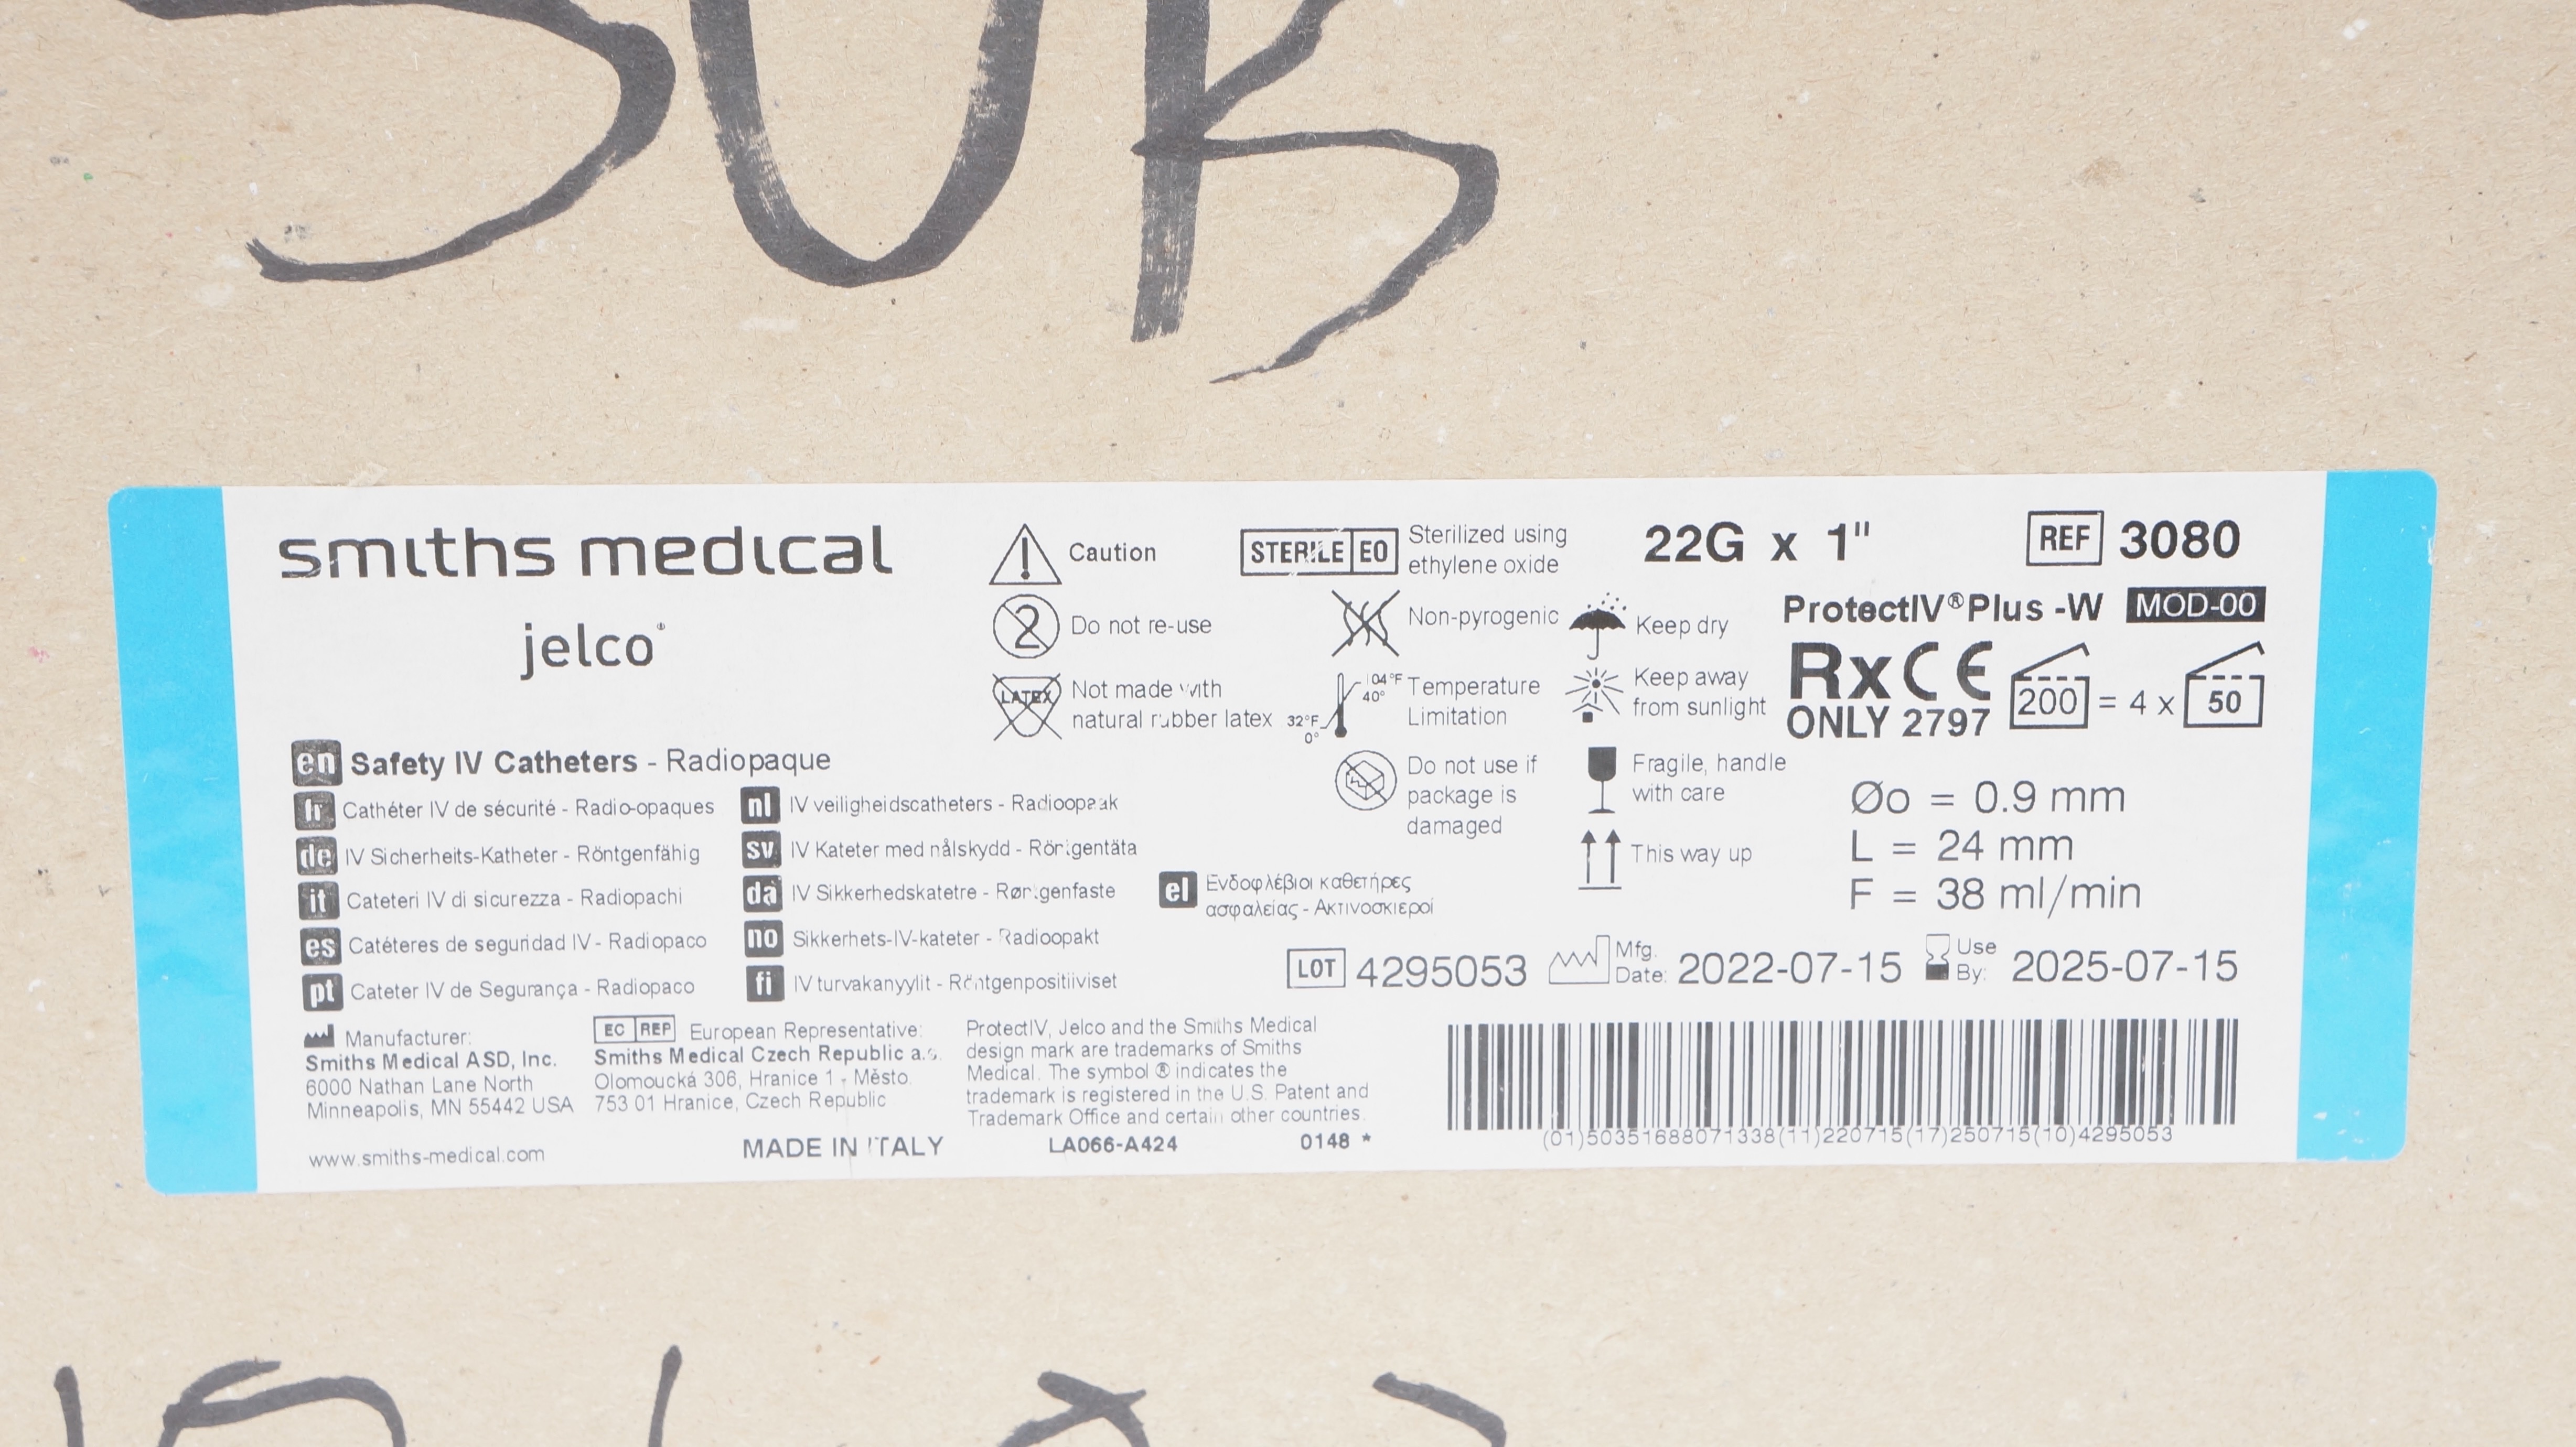 SUR
smiths medical
jelco®
Caution
Do not re-use
LATEX
Not made with
natural rubber latex
STERILE EO
Sterilized using
ethylene oxide
Non-pyrogenic
32°F
0°
104°F
40°
Temperature
Limitation
Do not use if
package is
damaged
Keep dry
Keep away
from sunlight
Fragile, handle
with care
This way up
22G x 1"
REF 3080
ProtectIV® Plus -W MOD-00
Rx CE
ONLY 2797
200 = 4 x 50
Øo = 0.9 mm
L = 24 mm
F = 38 ml/min
en Safety IV Catheters - Radiopaque
fr Cathéter IV de sécurité - Radio-opaques
de IV Sicherheits-Katheter - Röntgenfähig
it Cateteri IV di sicurezza - Radiopachi
es Catéteres de seguridad IV - Radiopaco
pt Cateter IV de Segurança - Radiopaco
nl IV veiligheidscatheters - Radioopaak
sv IV Kateter med nålskydd - Röntgentäta
da IV Sikkerhedskatetre - Røntgenfaste
no Sikkerhets-IV-kateter - Radioopakt
fi IV turvakanyylit - Röntgenpositiiviset
el Ενδοφλέβιοι καθετήρες
ασφαλείας - Ακτινοσκιεροί
LOT 4295053
Mfg.
Date: 2022-07-15
Use
By: 2025-07-15
Manufacturer:
Smiths Medical ASD, Inc.
6000 Nathan Lane North
Minneapolis, MN 55442 USA
www.smiths-medical.com
EC REP European Representative:
Smiths Medical Czech Republic a.s.
Olomoucká 306, Hranice 1 - Město
753 01 Hranice, Czech Republic
MADE IN ITALY
ProtectIV, Jelco and the Smiths Medical
design mark are trademarks of Smiths
Medical. The symbol ® indicates the
trademark is registered in the U.S. Patent and
Trademark Office and certain other countries.
LA066-A424
0148 *
(01)50351688071338(11)220715(17)250715(10)4295053